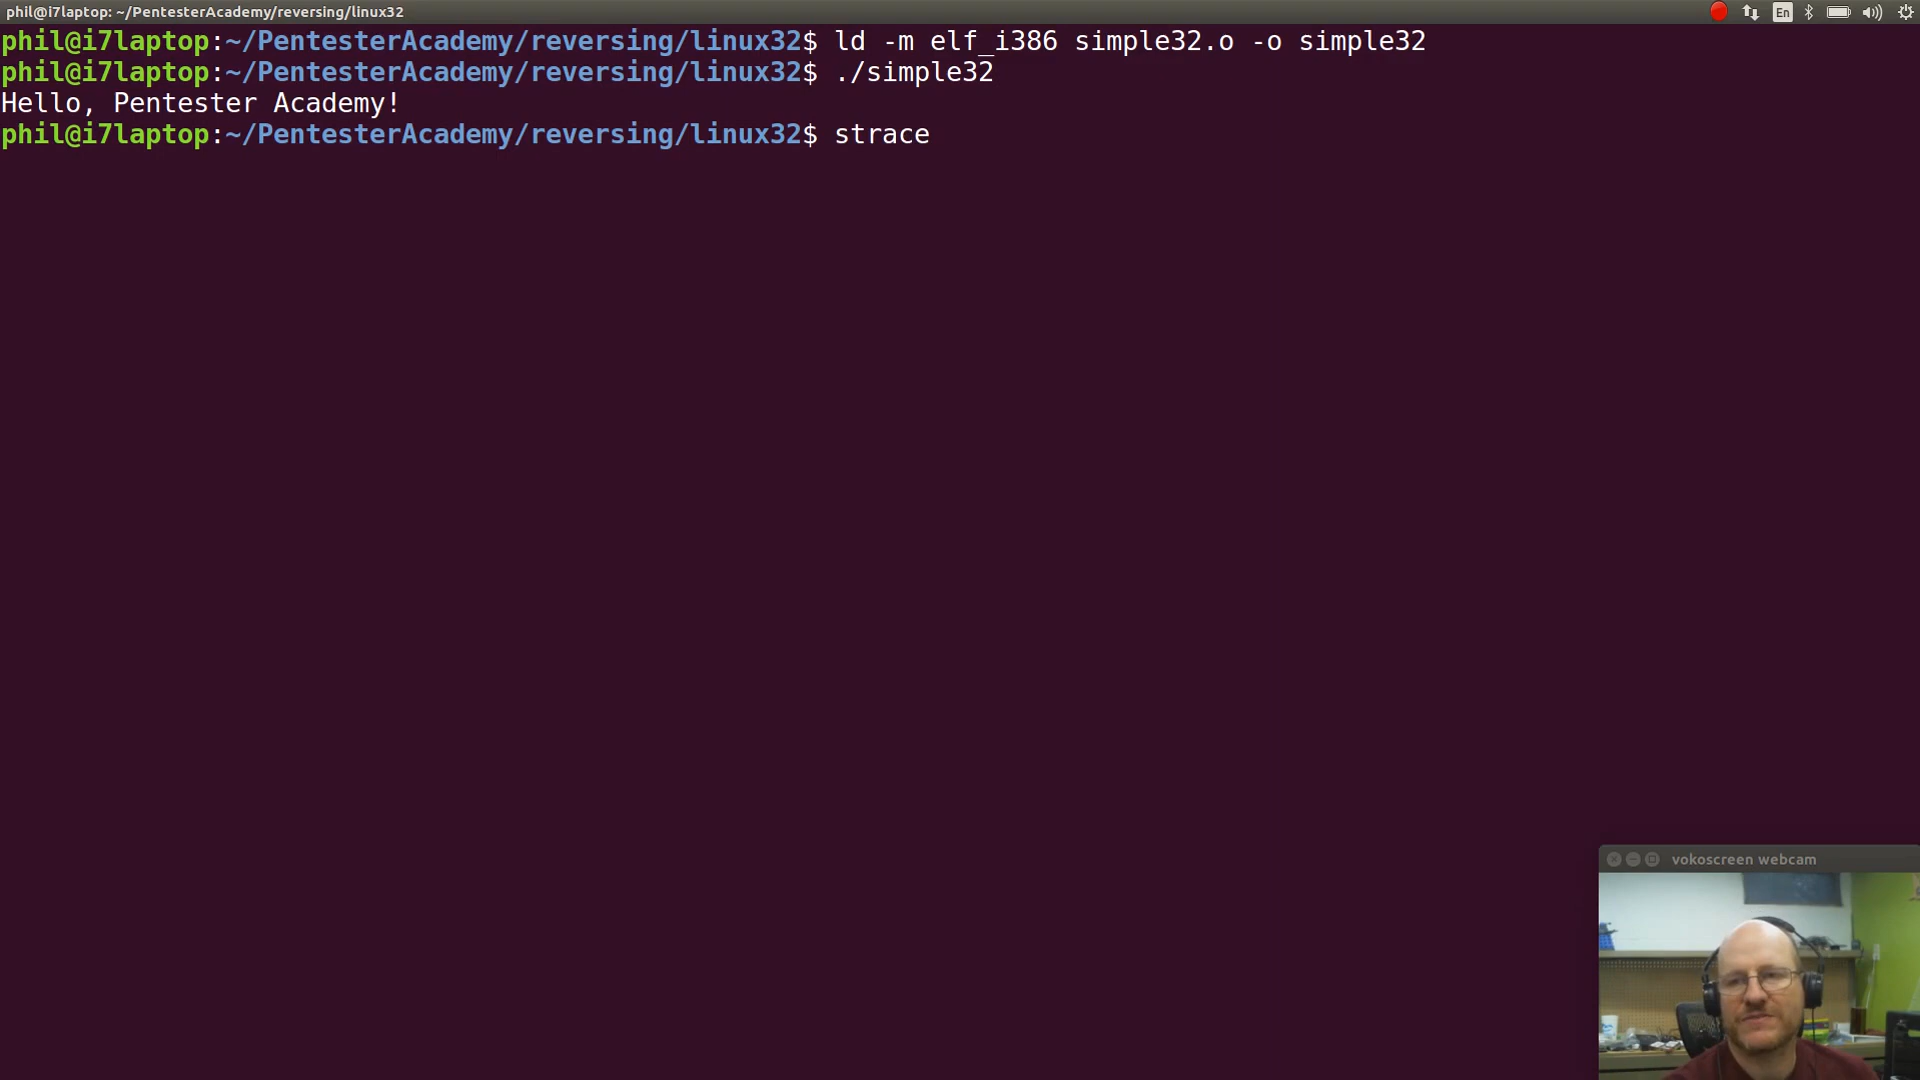 phil@i7laptop: ~/PentesterAcademy/reversing/linux32
En
phil@i7laptop:~/PentesterAcademy/reversing/linux32$ ld -m elf_i386 simple32.o -o simple32
phil@i7laptop:~/PentesterAcademy/reversing/linux32$ ./simple32
Hello, Pentester Academy!
phil@i7laptop:~/PentesterAcademy/reversing/linux32$ strace
vokoscreen webcam